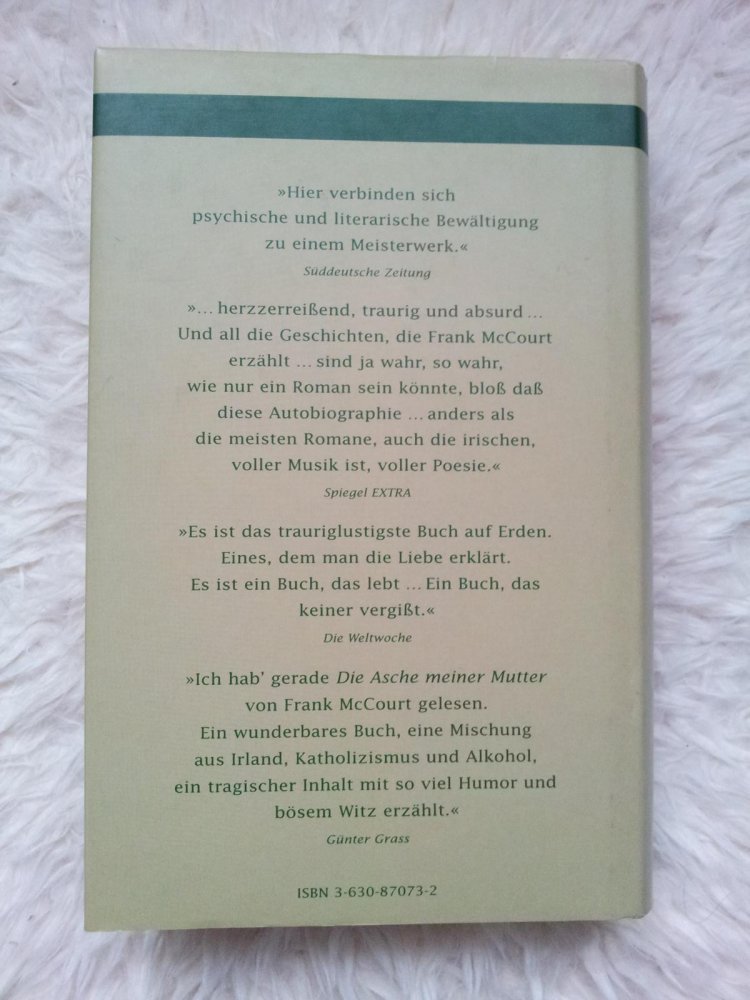 »Hier verbinden sich
psychische und literarische Bewältigung
zu einem Meisterwerk.«
Süddeutsche Zeitung
»... herzzerreißend, traurig und absurd ...
Und all die Geschichten, die Frank McCourt
erzählt ... sind ja wahr, so wahr,
wie nur ein Roman sein könnte, bloß daß
diese Autobiographie ... anders als
die meisten Romane, auch die irischen,
voller Musik ist, voller Poesie.«
Spiegel EXTRA
»Es ist das trauriglustigste Buch auf Erden.
Eines, dem man die Liebe erklärt.
Es ist ein Buch, das lebt ... Ein Buch, das
keiner vergißt.«
Die Weltwoche
»Ich hab' gerade Die Asche meiner Mutter
von Frank McCourt gelesen.
Ein wunderbares Buch, eine Mischung
aus Irland, Katholizismus und Alkohol,
ein tragischer Inhalt mit so viel Humor und
bösem Witz erzählt.«
Günter Grass
ISBN 3-630-87073-2